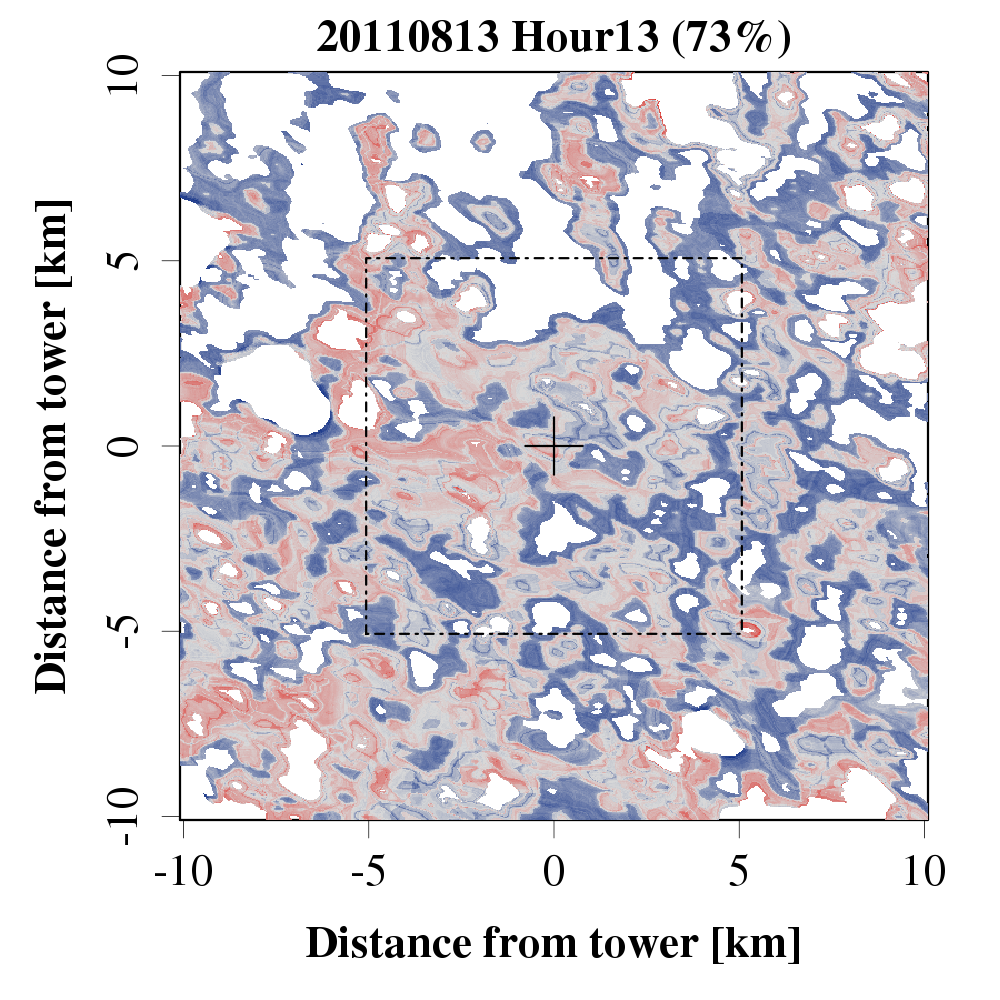 20110813 Hour13 (73%)
10
5
0
-5
-10
Distance from tower [km]
-10 -5 0 5 10
Distance from tower [km]